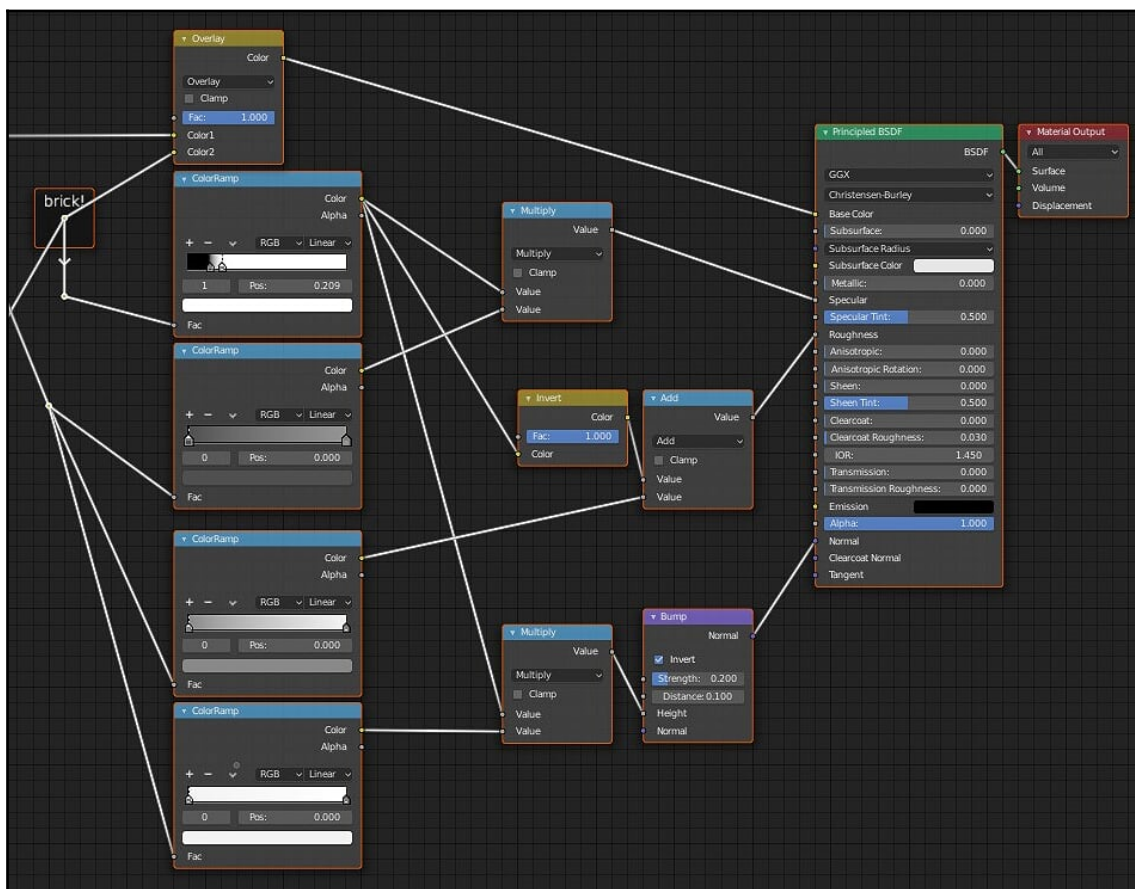 Overlay
Color
Overlay
Clamp
Fac: 1.000
Color1
Color2
brick!
ColorRamp
Color
Alpha
+ − RGB Linear
1 Pos: 0.209
Fac
ColorRamp
Color
Alpha
+ − RGB Linear
0 Pos: 0.000
Fac
ColorRamp
Color
Alpha
+ − RGB Linear
0 Pos: 0.000
Fac
ColorRamp
Color
Alpha
+ − RGB Linear
0 Pos: 0.000
Fac
Multiply
Value
Multiply
Clamp
Value
Value
Invert
Color
Fac: 1.000
Color
Add
Value
Add
Clamp
Value
Value
Multiply
Value
Multiply
Clamp
Value
Value
Bump
Normal
Invert
Strength: 0.200
Distance: 0.100
Height
Normal
Principled BSDF
BSDF
GGX
Christensen-Burley
Base Color
Subsurface: 0.000
Subsurface Radius
Subsurface Color
Metallic: 0.000
Specular
Specular Tint: 0.500
Roughness
Anisotropic: 0.000
Anisotropic Rotation: 0.000
Sheen: 0.000
Sheen Tint: 0.500
Clearcoat: 0.000
Clearcoat Roughness: 0.030
IOR: 1.450
Transmission: 0.000
Transmission Roughness: 0.000
Emission
Alpha: 1.000
Normal
Clearcoat Normal
Tangent
Material Output
All
Surface
Volume
Displacement